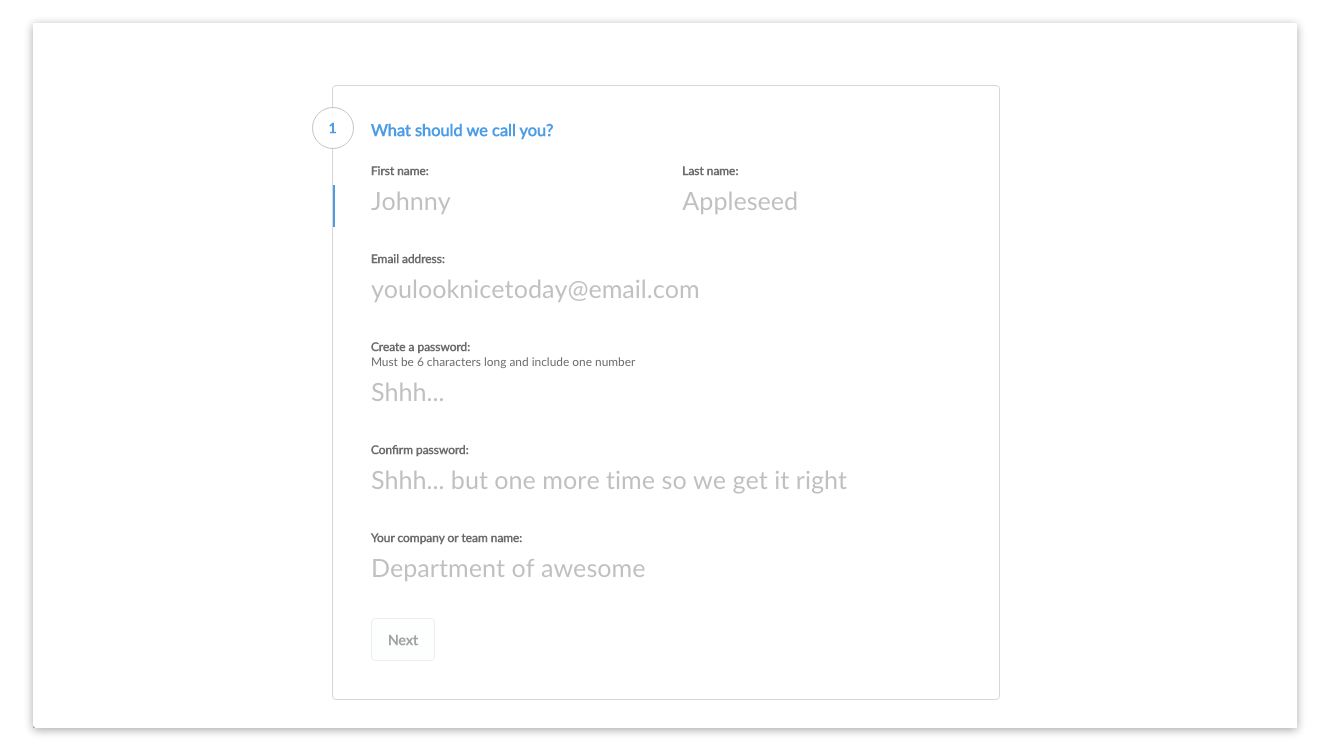 1
What should we call you?
First name:
Last name:
Johnny
Appleseed
Email address:
youlooknicetoday@email.com
Create a password:
Must be 6 characters long and include one number
Shhh...
Confirm password:
Shhh... but one more time so we get it right
Your company or team name:
Department of awesome
Next